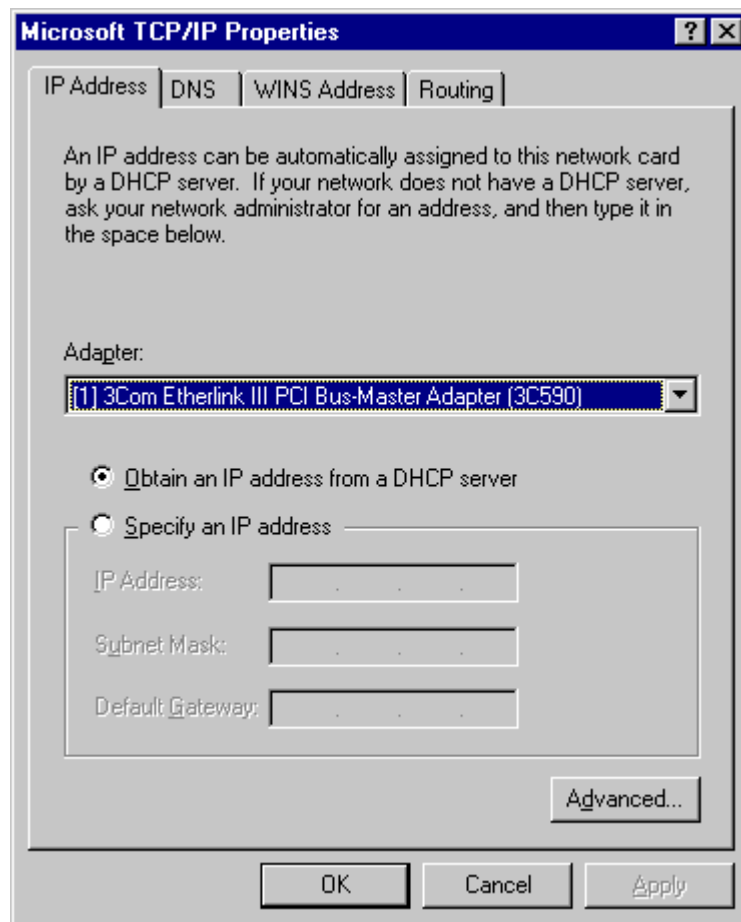 Microsoft TCP/IP Properties
IP Address
DNS
WINS Address
Routing
An IP address can be automatically assigned to this network card
by a DHCP server. If your network does not have a DHCP server,
ask your network administrator for an address, and then type it in
the space below.
Adapter:
[1] 3Com Etherlink III PCI Bus-Master Adapter (3C590)
Obtain an IP address from a DHCP server
Specify an IP address
IP Address:
Subnet Mask:
Default Gateway:
Advanced...
OK
Cancel
Apply